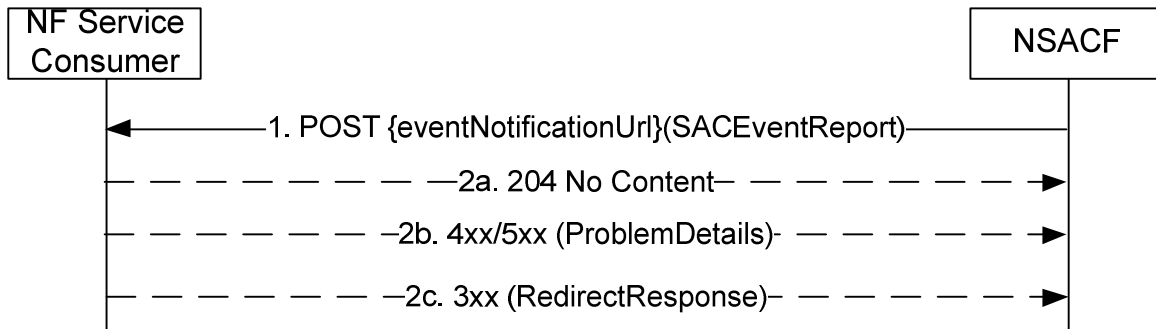 NF Service
Consumer
NSACF
1. POST {eventNotificationUrl}(SACEventReport)
2a. 204 No Content
2b. 4xx/5xx (ProblemDetails)
2c. 3xx (RedirectResponse)